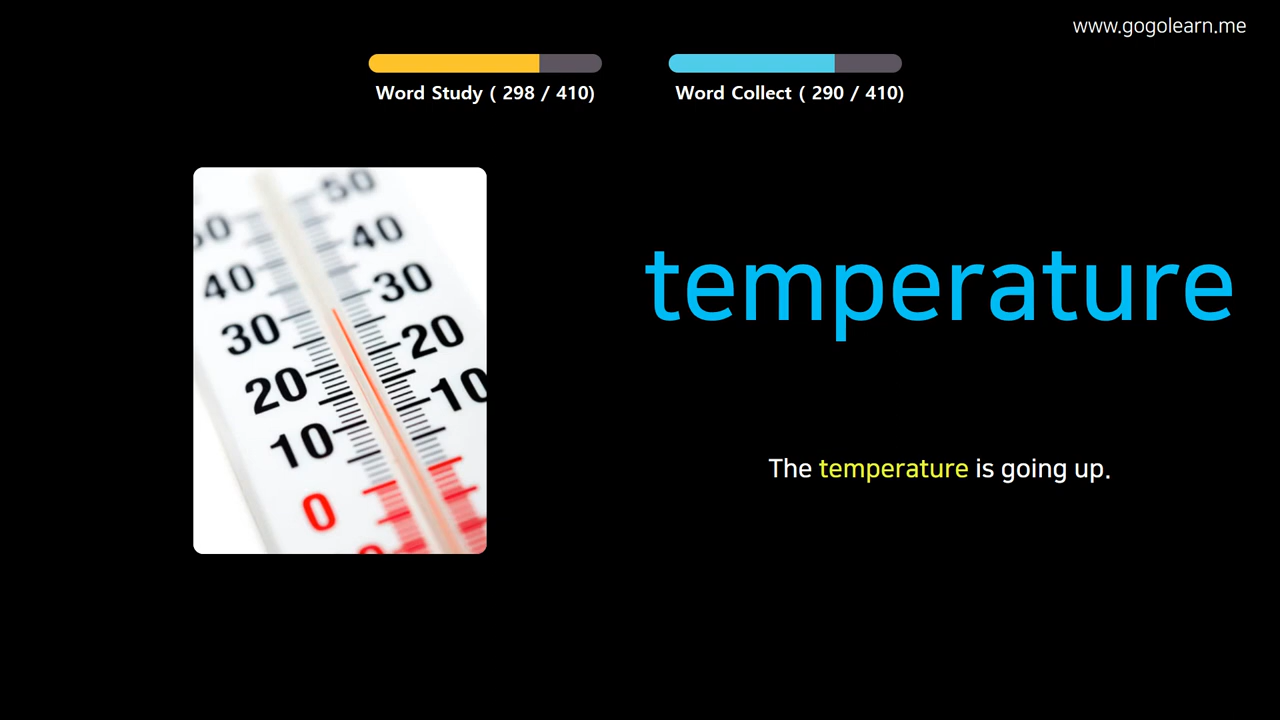 www.gogolearn.me
Word Study ( 298 / 410)
Word Collect ( 290 / 410)
50
50
40
40
30
30
20
20
10
10
0
temperature
The temperature is going up.